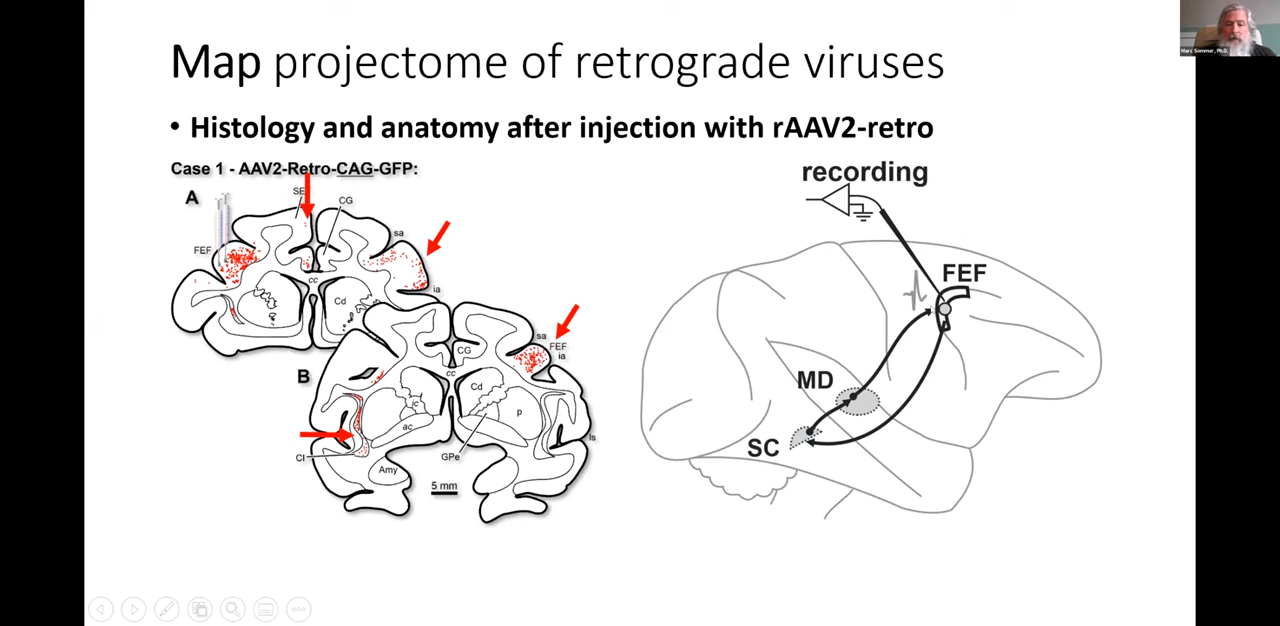 Map projectome of retrograde viruses
• Histology and anatomy after injection with rAAV2-retro
Case 1 - AAV2-Retro-CAG-GFP:
A
SE
CG
FEF
sa
cc
ia
Cd
B
CG
sa
FEF
ia
cc
Cd
ic
p
ac
ls
Cl
GPe
Amy
5 mm
recording
FEF
MD
SC
Marc Sommer, Ph.D.